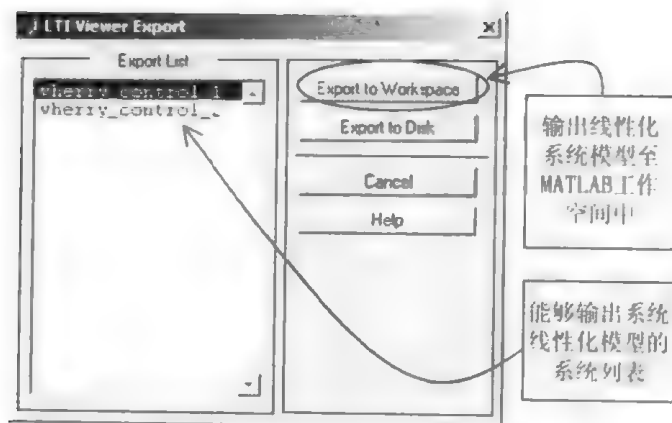 LTI Viewer Export
Export List
vherry_control_1
vherry_control_
Export to Workspace
Export to Disk
Cancel
Help
输出线性化
系统模型至
MATLAB工作
空间中
能够输出系统
线性化模型的
系统列表